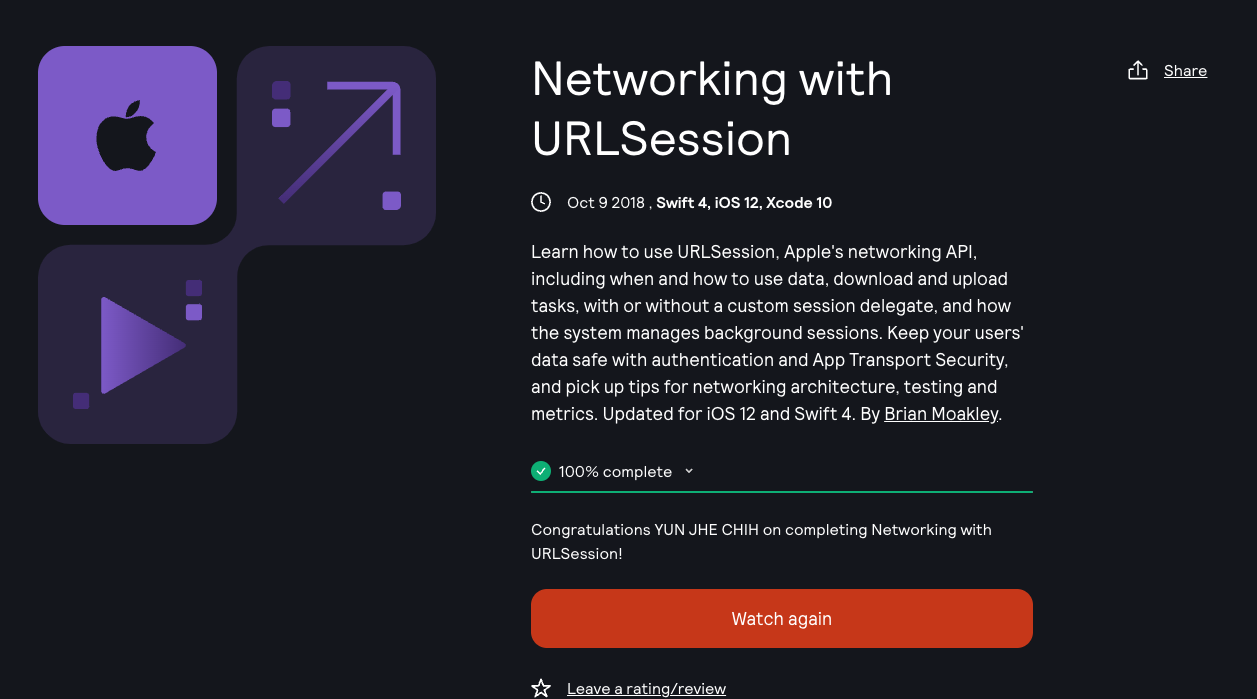 Networking with
URLSession
Share
Oct 9 2018 , Swift 4, iOS 12, Xcode 10
Learn how to use URLSession, Apple's networking API,
including when and how to use data, download and upload
tasks, with or without a custom session delegate, and how
the system manages background sessions. Keep your users'
data safe with authentication and App Transport Security,
and pick up tips for networking architecture, testing and
metrics. Updated for iOS 12 and Swift 4. By Brian Moakley.
100% complete
Congratulations YUN JHE CHIH on completing Networking with
URLSession!
Watch again
Leave a rating/review